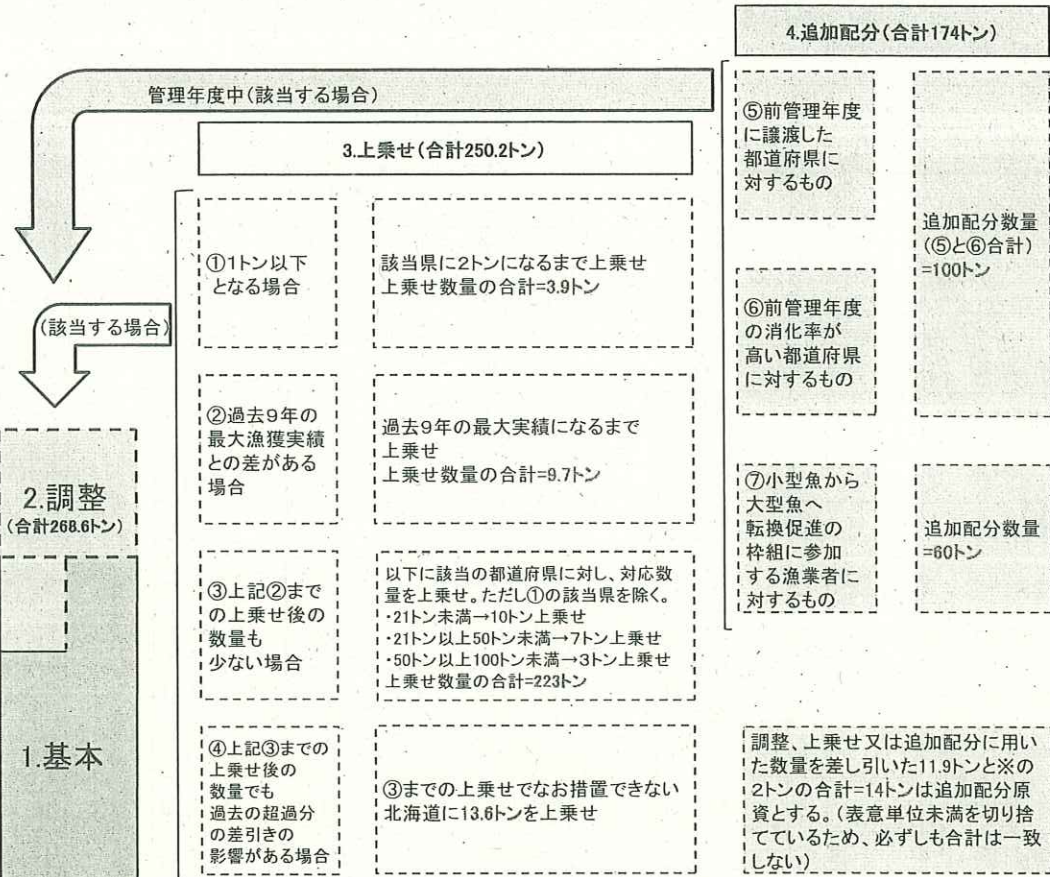 4.追加配分(合計174トン)
管理年度中(該当する場合)
3.上乗せ(合計250.2トン)
⑤前管理年度
に譲渡した
都道府県に
対するもの
追加配分数量
(⑤と⑥合計)
=100トン
①1トン以下
となる場合
該当県に2トンになるまで上乗せ
上乗せ数量の合計=3.9トン
⑥前管理年度
の消化率が
高い都道府県
に対するもの
(該当する場合)
②過去9年の
最大漁獲実績
との差がある
場合
過去9年の最大実績になるまで
上乗せ
上乗せ数量の合計=9.7トン
⑦小型魚から
大型魚へ
転換促進の
枠組に参加
する漁業者に
対するもの
追加配分数量
=60トン
2.調整
(合計268.6トン)
③上記②まで
の上乗せ後の
数量も
少ない場合
以下に該当の都道府県に対し、対応数
量を上乗せ。ただし①の該当県を除く。
・21トン未満→10トン上乗せ
・21トン以上50トン未満→7トン上乗せ
・50トン以上100トン未満→3トン上乗せ
上乗せ数量の合計=223トン
1.基本
④上記③までの
上乗せ後の
数量でも
過去の超過分
の差引きの
影響がある場合
③までの上乗せでなお措置できない
北海道に13.6トンを上乗せ
調整、上乗せ又は追加配分に用い
た数量を差し引いた11.9トンと※の
2トンの合計=14トンは追加配分原
資とする。(表意単位未満を切り捨
てているため、必ずしも合計は一致
しない)